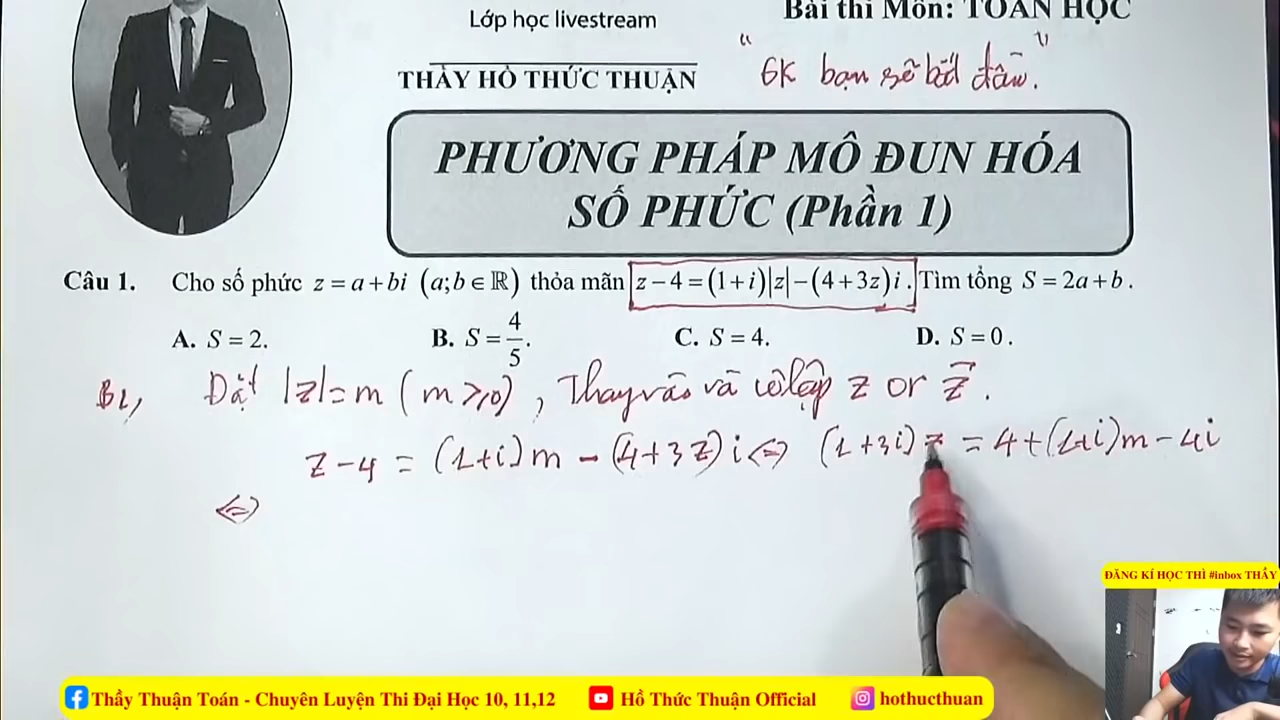 Lớp học livestream
Bài thi Môn: TOÁN HỌC
THẦY HỒ THỨC THUẬN
"6K bạn sẽ bắt đầu."
PHƯƠNG PHÁP MÔ ĐUN HÓA
SỐ PHỨC (Phần 1)
Câu 1. Cho số phức z = a + bi (a; b ∈ ℝ) thỏa mãn z − 4 = (1 + i)|z| − (4 + 3z)i. Tìm tổng S = 2a + b.
A. S = 2. B. S = 4/5. C. S = 4. D. S = 0.
B1, Đặt |z| = m (m ≥ 0), Thay vào và cô lập z or z̄.
z − 4 = (1+i)m − (4+3z)i ⇔ (1+3i)z = 4+(1+i)m − 4i
⇔
ĐĂNG KÍ HỌC THÌ #inbox THẦY
Thầy Thuận Toán - Chuyên Luyện Thi Đại Học 10, 11,12 Hồ Thức Thuận Official hothucthuan